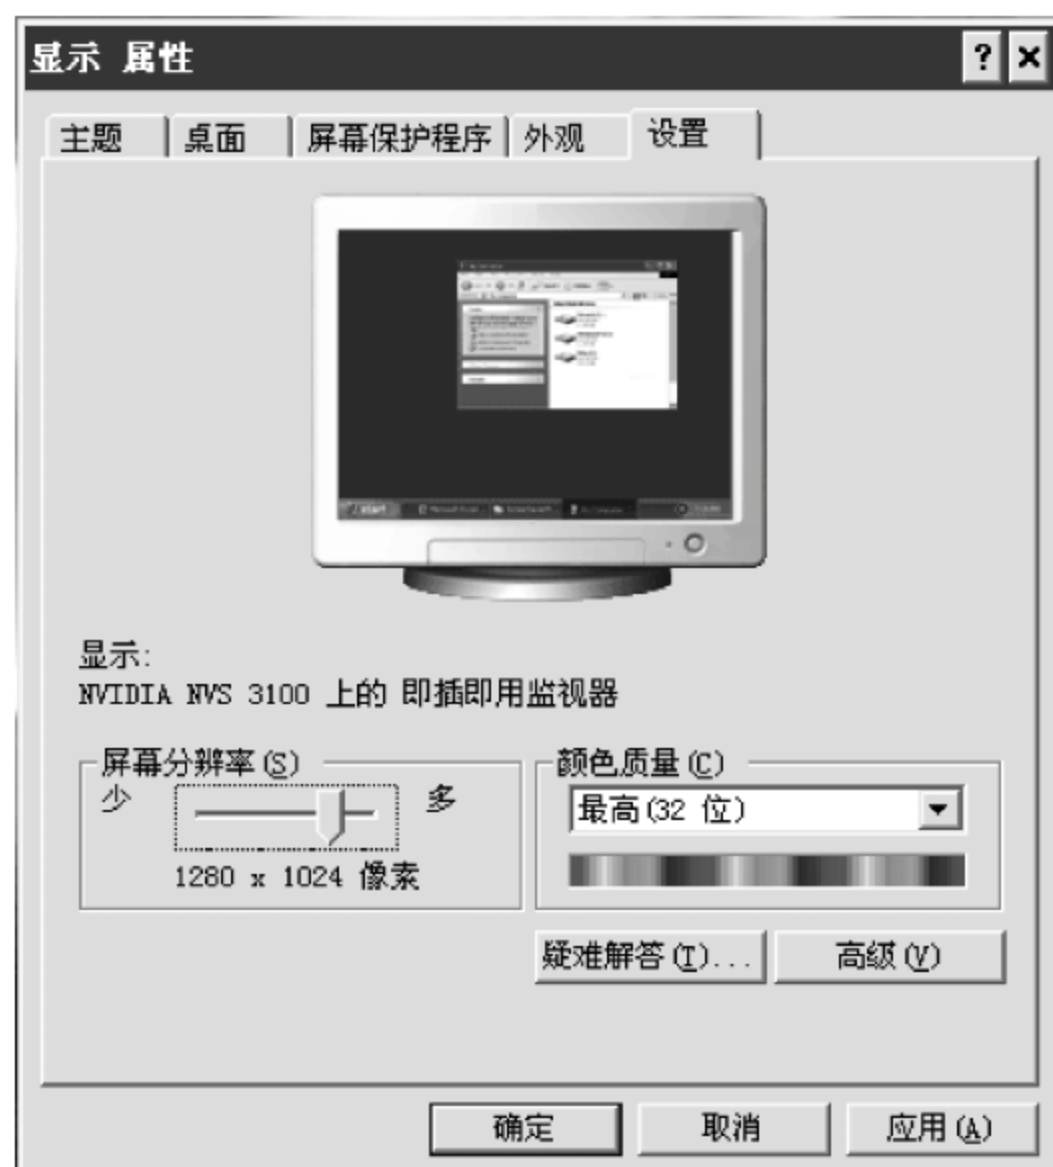 显示 属性
主题 桌面 屏幕保护程序 外观 设置
显示:
NVIDIA NVS 3100 上的 即插即用监视器
屏幕分辨率(S)
少 多
1280 x 1024 像素
颜色质量(C)
最高(32 位)
疑难解答(T)... 高级(V)
确定 取消 应用(A)